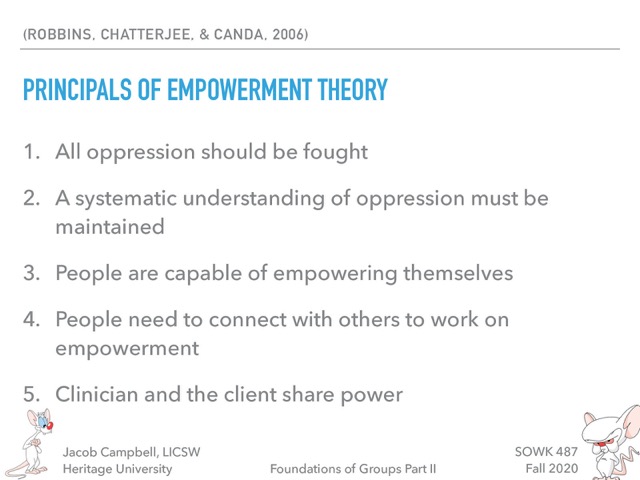 (ROBBINS, CHATTERJEE, & CANDA, 2006)
PRINCIPALS OF EMPOWERMENT THEORY
1. All oppression should be fought
2. A systematic understanding of oppression must be
maintained
3. People are capable of empowering themselves
4. People need to connect with others to work on
empowerment
5. Clinician and the client share power
Jacob Campbell, LICSW
Heritage University
Foundations of Groups Part II
SOWK 487
Fall 2020